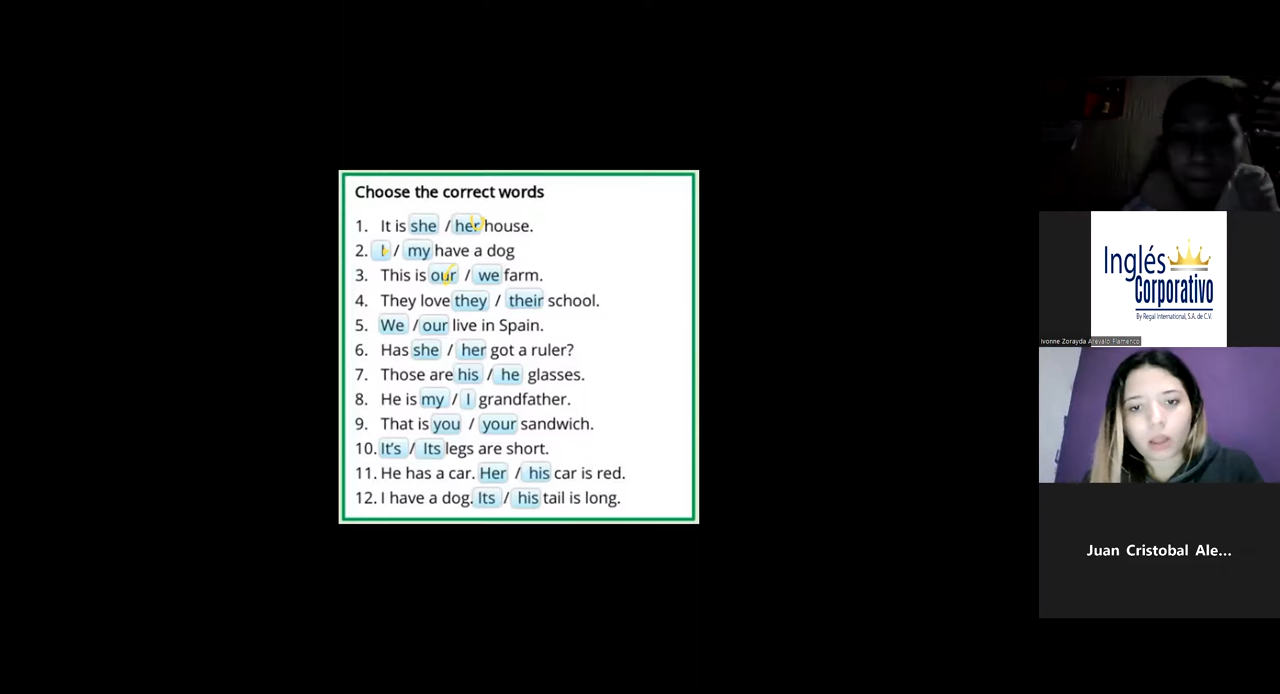 Choose the correct words
1. It is she / her house.
2. I / my have a dog
3. This is our / we farm.
4. They love they / their school.
5. We / our live in Spain.
6. Has she / her got a ruler?
7. Those are his / he glasses.
8. He is my / I grandfather.
9. That is you / your sandwich.
10. It's / Its legs are short.
11. He has a car. Her / his car is red.
12. I have a dog. Its / his tail is long.
Inglés
Corporativo
By Regal International, S.A. de C.V.
Ivonne Zorayda Arevalo Flamenco
Juan Cristobal Ale...